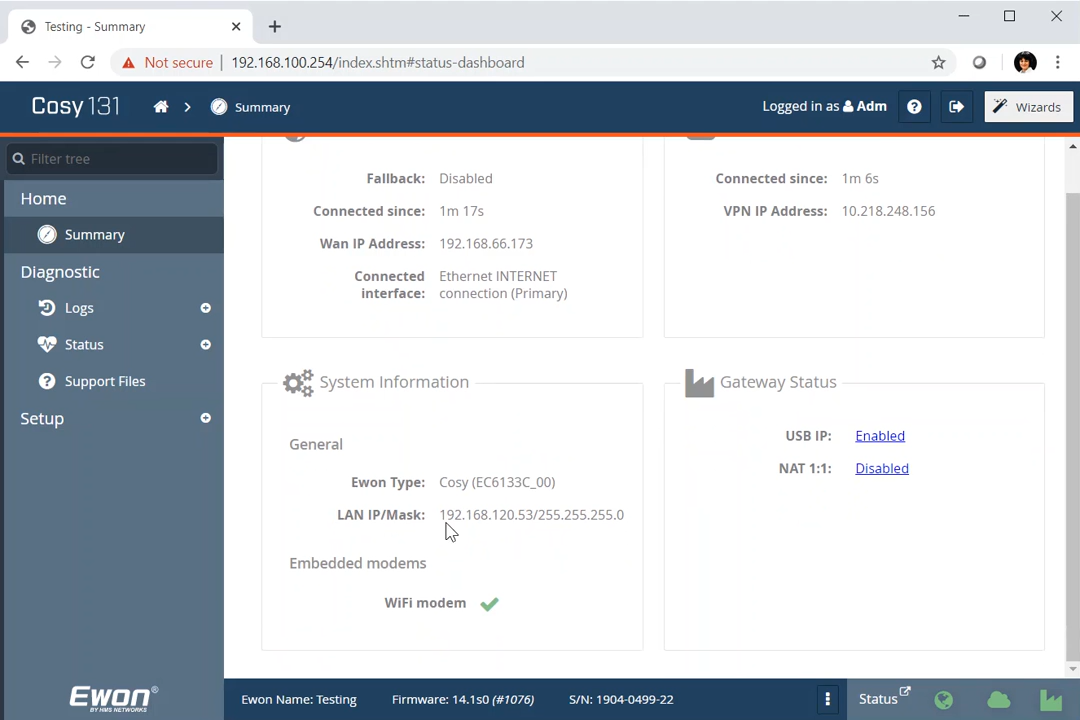 Testing - Summary
Not secure | 192.168.100.254/index.shtm#status-dashboard
Cosy 131
Summary
Logged in as Adm
Wizards
Filter tree
Home
Summary
Diagnostic
Logs
Status
Support Files
Setup
Fallback: Disabled
Connected since: 1m 17s
Wan IP Address: 192.168.66.173
Connected interface: Ethernet INTERNET
connection (Primary)
Connected since: 1m 6s
VPN IP Address: 10.218.248.156
System Information
General
Ewon Type: Cosy (EC6133C_00)
LAN IP/Mask: 192.168.120.53/255.255.255.0
Embedded modems
WiFi modem
Gateway Status
USB IP: Enabled
NAT 1:1: Disabled
Ewon®
BY HMS NETWORKS
Ewon Name: Testing
Firmware: 14.1s0 (#1076)
S/N: 1904-0499-22
Status